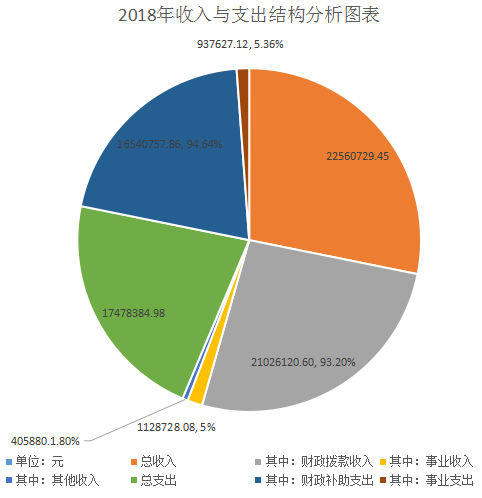 2018年收入与支出结构分析图表
937627.12, 5.36%
16540757.86, 94.64%
22560729.45
17478384.98
21026120.60, 93.20%
1128728.08, 5%
405880.1.80%
单位：元
总收入
其中：财政拨款收入
其中：事业收入
其中：其他收入
总支出
其中：财政补助支出
其中：事业支出